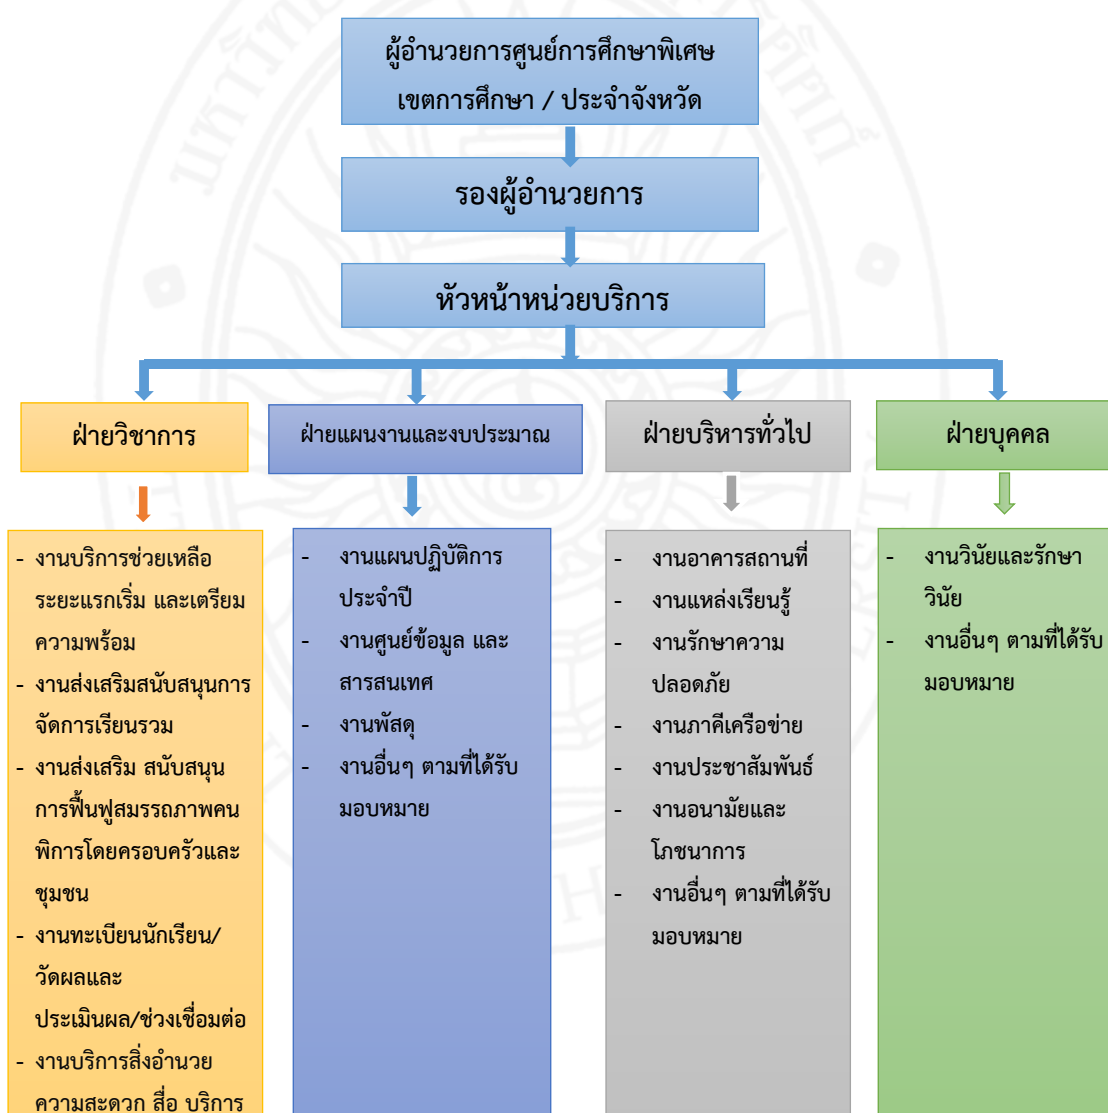 ผู้อำนวยการศูนย์การศึกษาพิเศษ
เขตการศึกษา / ประจำจังหวัด
รองผู้อำนวยการ
หัวหน้าหน่วยบริการ
ฝ่ายวิชาการ
ฝ่ายแผนงานและงบประมาณ
ฝ่ายบริหารทั่วไป
ฝ่ายบุคคล
- งานบริการช่วยเหลือ
ระยะแรกเริ่ม และเตรียม
ความพร้อม
- งานส่งเสริมสนับสนุนการ
จัดการเรียนรวม
- งานส่งเสริม สนับสนุน
การฟื้นฟูสมรรถภาพคน
พิการโดยครอบครัวและ
ชุมชน
- งานทะเบียนนักเรียน/
วัดผลและ
ประเมินผล/ช่วงเชื่อมต่อ
- งานบริการสิ่งอำนวย
ความสะดวก สื่อ บริการ
- งานแผนปฏิบัติการ
ประจำปี
- งานศูนย์ข้อมูล และ
สารสนเทศ
- งานพัสดุ
- งานอื่นๆ ตามที่ได้รับ
มอบหมาย
- งานอาคารสถานที่
- งานแหล่งเรียนรู้
- งานรักษาความ
ปลอดภัย
- งานภาคีเครือข่าย
- งานประชาสัมพันธ์
- งานอนามัยและ
โภชนาการ
- งานอื่นๆ ตามที่ได้รับ
มอบหมาย
- งานวินัยและรักษา
วินัย
- งานอื่นๆ ตามที่ได้รับ
มอบหมาย